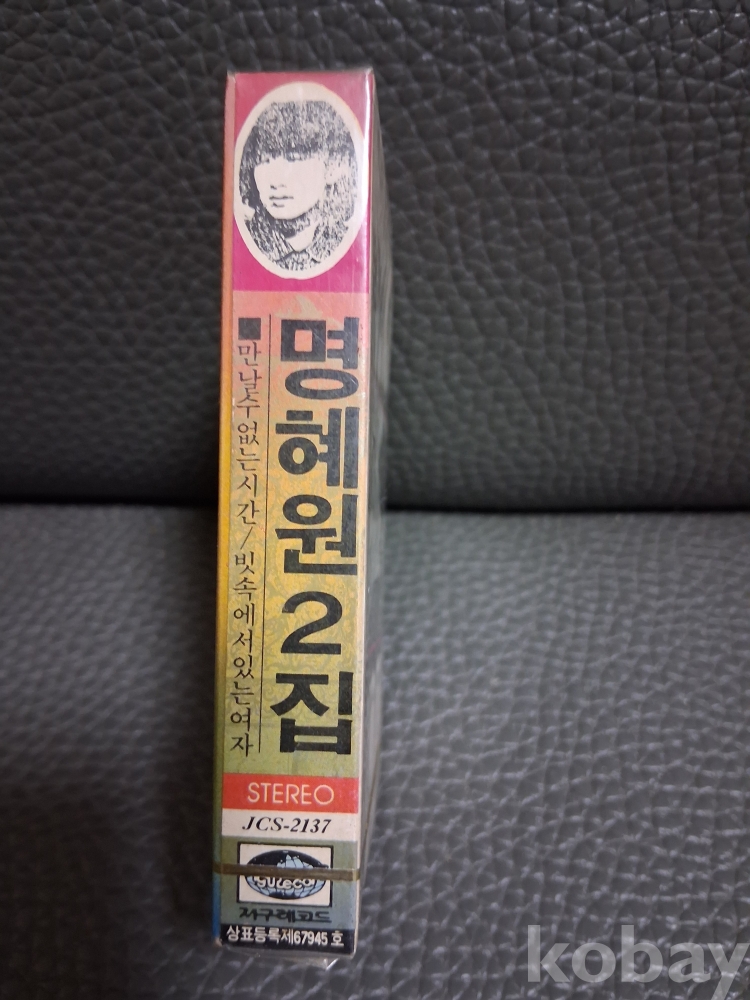 명혜원2집
■만날수없는시간/빗속에서있는여자
STEREO
JCS-2137
지구레코드
상표등록제67945호
kobay